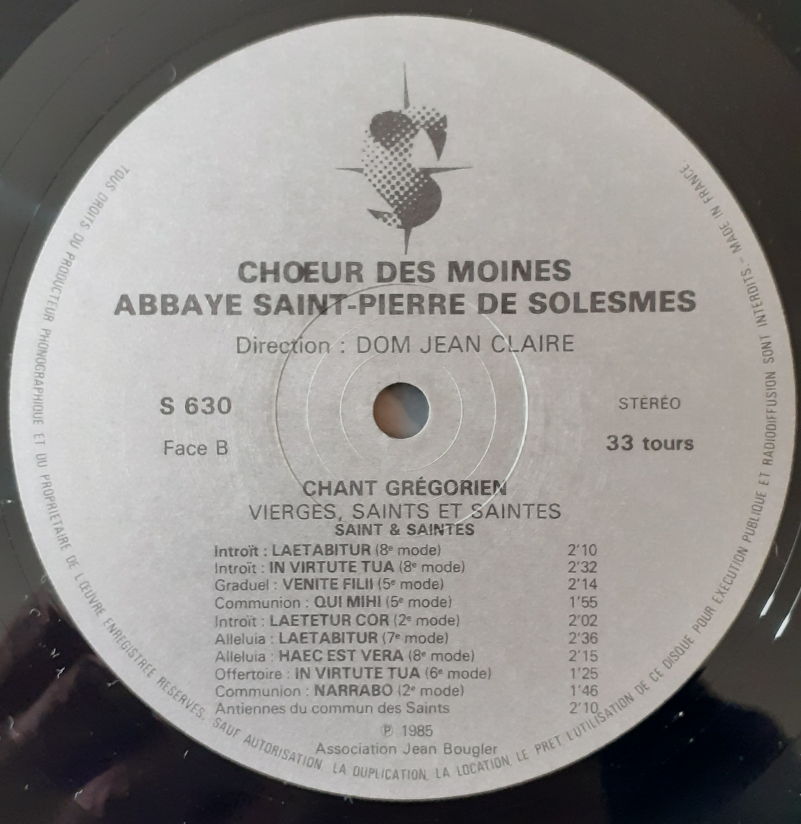 CHŒUR DES MOINES
ABBAYE SAINT-PIERRE DE SOLESMES
Direction : DOM JEAN CLAIRE
S 630
STÉRÉO
Face B
33 tours
CHANT GRÉGORIEN
VIERGES, SAINTS ET SAINTES
SAINT & SAINTES
Introït : LAETABITUR (8e mode) 2'10
Introït : IN VIRTUTE TUA (8e mode) 2'32
Graduel : VENITE FILII (5e mode) 2'14
Communion : QUI MIHI (5e mode) 1'55
Introït : LAETETUR COR (2e mode) 2'02
Alleluia : LAETABITUR (7e mode) 2'36
Alleluia : HAEC EST VERA (8e mode) 2'15
Offertoire : IN VIRTUTE TUA (6e mode) 1'25
Communion : NARRABO (2e mode) 1'46
Antiennes du commun des Saints 2'10
℗ 1985
Association Jean Bougler
TOUS DROITS DU PRODUCTEUR PHONOGRAPHIQUE ET DU PROPRIETAIRE DE L'ŒUVRE ENREGISTREE RESERVES. SAUF AUTORISATION, LA DUPLICATION, LA LOCATION, LE PRET L'UTILISATION DE CE DISQUE POUR EXECUTION PUBLIQUE ET RADIODIFFUSION SONT INTERDITS - MADE IN FRANCE